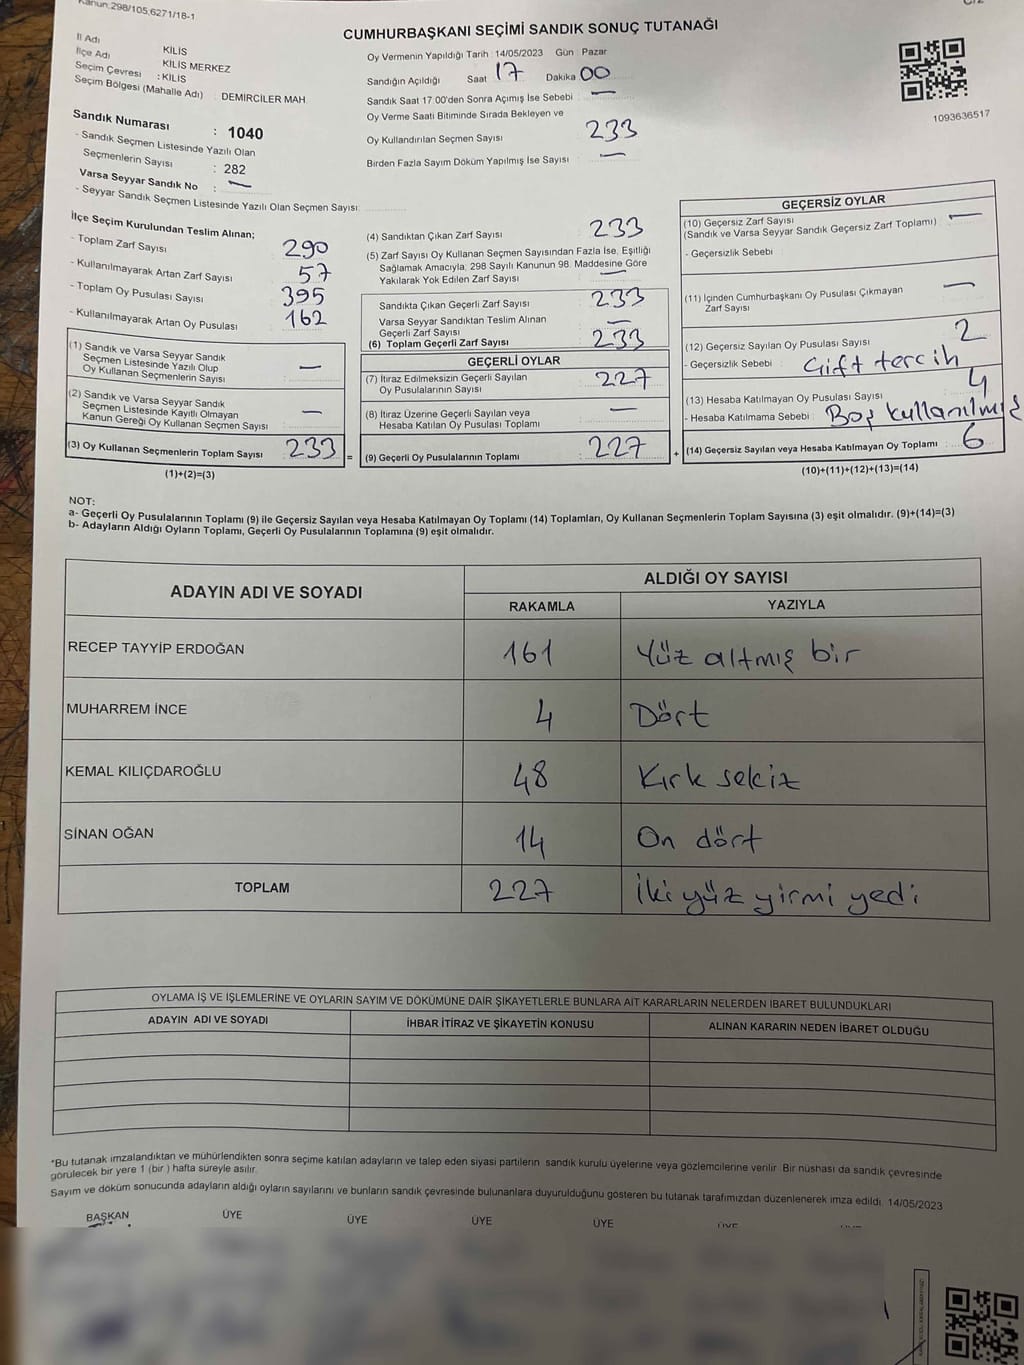 Kanun:298/105,6271/18-1
CUMHURBAŞKANI SEÇİMİ SANDIK SONUÇ TUTANAĞI
İl Adı KİLİS
İlçe Adı KİLİS MERKEZ
Seçim Çevresi : KİLİS
Seçim Bölgesi (Mahalle Adı) DEMİRCİLER MAH.
Sandık Numarası : 1040
- Sandık Seçmen Listesinde Yazılı Olan
Seçmenlerin Sayısı : 282
Varsa Seyyar Sandık No : —
- Seyyar Sandık Seçmen Listesinde Yazılı Olan Seçmen Sayısı:
Oy Vermenin Yapıldığı Tarih : 14/05/2023 Gün : Pazar
Sandığın Açıldığı Saat 17 Dakika 00
Sandık Saat 17.00'den Sonra Açımış İse Sebebi : —
Oy Verme Saati Bitiminde Sırada Bekleyen ve
Oy Kullandırılan Seçmen Sayısı : 233
Birden Fazla Sayım Döküm Yapılmış İse Sayısı : —
1093636517
İlçe Seçim Kurulundan Teslim Alınan;
- Toplam Zarf Sayısı : 290
- Kullanılmayarak Artan Zarf Sayısı : 57
- Toplam Oy Pusulası Sayısı : 395
- Kullanılmayarak Artan Oy Pusulası : 162
(1) Sandık ve Varsa Seyyar Sandık
Seçmen Listesinde Yazılı Olup
Oy Kullanan Seçmenlerin Sayısı : —
(2) Sandık ve Varsa Seyyar Sandık
Seçmen Listesinde Kayıtlı Olmayan
Kanun Gereği Oy Kullanan Seçmen Sayısı : —
(3) Oy Kullanan Seçmenlerin Toplam Sayısı : 233 =
(1)+(2)=(3)
(4) Sandıktan Çıkan Zarf Sayısı : 233
(5) Zarf Sayısı Oy Kullanan Seçmen Sayısından Fazla İse, Eşitliği
Sağlamak Amacıyla, 298 Sayılı Kanunun 98. Maddesine Göre
Yakılarak Yok Edilen Zarf Sayısı : —
Sandıkta Çıkan Geçerli Zarf Sayısı : 233
Varsa Seyyar Sandıktan Teslim Alınan
Geçerli Zarf Sayısı : —
(6) Toplam Geçerli Zarf Sayısı : 233
GEÇERLİ OYLAR
(7) İtiraz Edilmeksizin Geçerli Sayılan
Oy Pusulalarının Sayısı : 227
(8) İtiraz Üzerine Geçerli Sayılan veya
Hesaba Katılan Oy Pusulası Toplamı : —
(9) Geçerli Oy Pusulalarının Toplamı : 227 +
GEÇERSİZ OYLAR
(10) Geçersiz Zarf Sayısı : —
(Sandık ve Varsa Seyyar Sandık Geçersiz Zarf Toplamı)
- Geçersizlik Sebebi :
(11) İçinden Cumhurbaşkanı Oy Pusulası Çıkmayan
Zarf Sayısı : —
(12) Geçersiz Sayılan Oy Pusulası Sayısı : 2
- Geçersizlik Sebebi : Çift tercih
(13) Hesaba Katılmayan Oy Pusulası Sayısı : 4
- Hesaba Katılmama Sebebi : Boş kullanılmış
(14) Geçersiz Sayılan veya Hesaba Katılmayan Oy Toplamı : 6
(10)+(11)+(12)+(13)=(14)
NOT:
a- Geçerli Oy Pusulalarının Toplamı (9) ile Geçersiz Sayılan veya Hesaba Katılmayan Oy Toplamı (14) Toplamları, Oy Kullanan Seçmenlerin Toplam Sayısına (3) eşit olmalıdır. (9)+(14)=(3)
b- Adayların Aldığı Oyların Toplamı, Geçerli Oy Pusulalarının Toplamına (9) eşit olmalıdır.
ADAYIN ADI VE SOYADI ALDIĞI OY SAYISI
RAKAMLA YAZIYLA
RECEP TAYYİP ERDOĞAN 161 Yüz altmış bir
MUHARREM İNCE 4 Dört
KEMAL KILIÇDAROĞLU 48 Kırk sekiz
SİNAN OĞAN 14 On dört
TOPLAM 227 İki yüz yirmi yedi
OYLAMA İŞ VE İŞLEMLERİNE VE OYLARIN SAYIM VE DÖKÜMÜNE DAİR ŞİKAYETLERLE BUNLARA AİT KARARLARIN NELERDEN İBARET BULUNDUKLARI
ADAYIN ADI VE SOYADI İHBAR İTİRAZ VE ŞİKAYETİN KONUSU ALINAN KARARIN NEDEN İBARET OLDUĞU
*Bu tutanak imzalandıktan ve mühürlendikten sonra seçime katılan adayların ve talep eden siyasi partilerin sandık kurulu üyelerine veya gözlemcilerine verilir. Bir nüshası da sandık çevresinde
görülecek bir yere 1 (bir ) hafta süreyle asılır.
Sayım ve döküm sonucunda adayların aldığı oyların sayılarını ve bunların sandık çevresinde bulunanlara duyurulduğunu gösteren bu tutanak tarafımızdan düzenlenerek imza edildi. 14/05/2023
BAŞKAN ÜYE ÜYE ÜYE ÜYE